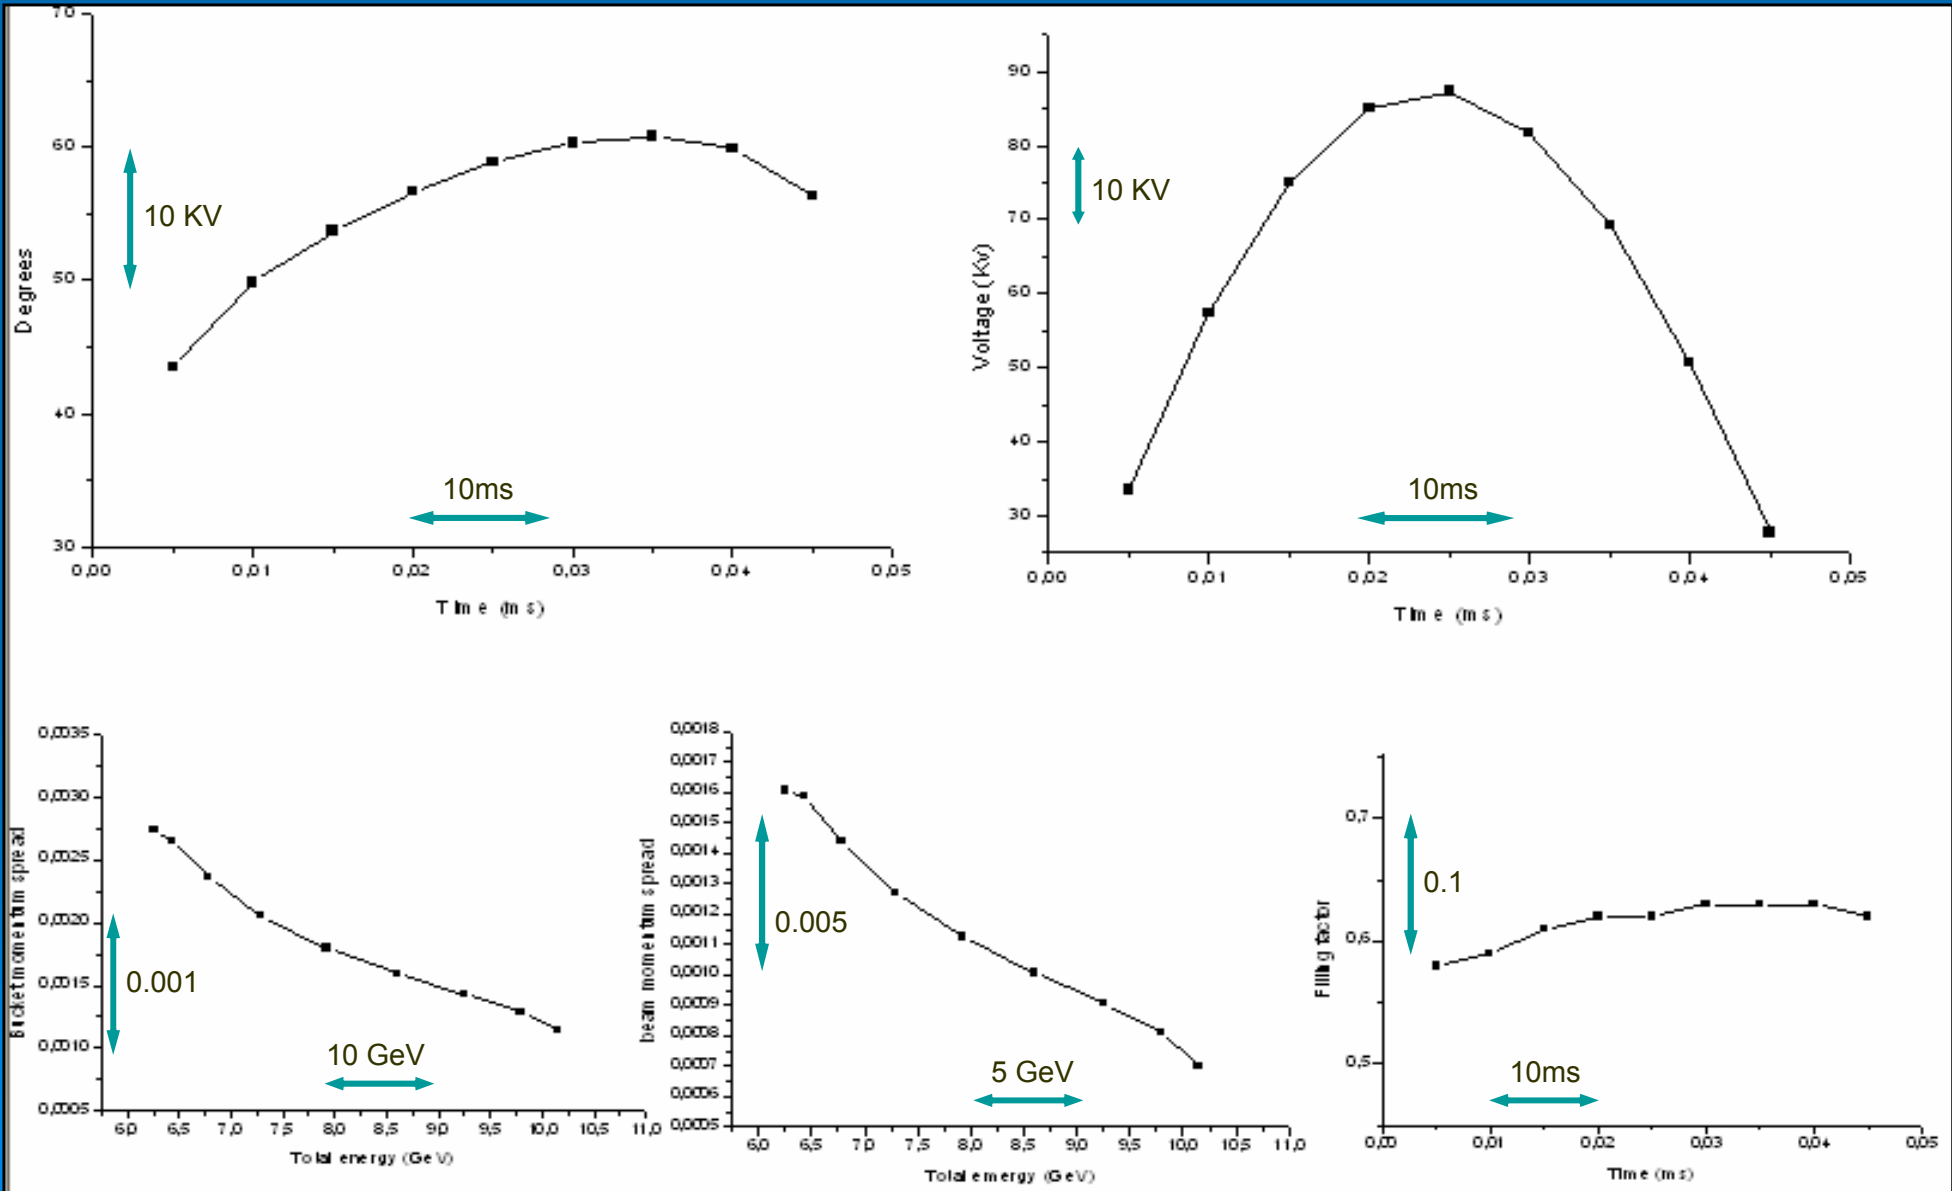 70
60
50
40
30
Degrees
10 KV
10ms
0,00 0,01 0,02 0,03 0,04 0,05
Time (ms)
90
80
70
60
50
40
30
Voltage (Kv)
10 KV
10ms
0,00 0,01 0,02 0,03 0,04 0,05
Time (ms)
0,0035
0,0030
0,0025
0,0020
0,0015
0,0010
0,0005
Bucket momentum spread
0.001
10 GeV
6,0 6,5 7,0 7,5 8,0 8,5 9,0 9,5 10,0 10,5 11,0
Total energy (GeV)
0,0018
0,0017
0,0016
0,0015
0,0014
0,0013
0,0012
0,0011
0,0010
0,0009
0,0008
0,0007
0,0006
0,0005
beam momentum spread
0.005
5 GeV
6,0 6,5 7,0 7,5 8,0 8,5 9,0 9,5 10,0 10,5 11,0
Total energy (GeV)
0,7
0,6
0,5
Filling factor
0.1
10ms
0,00 0,01 0,02 0,03 0,04 0,05
Time (ms)